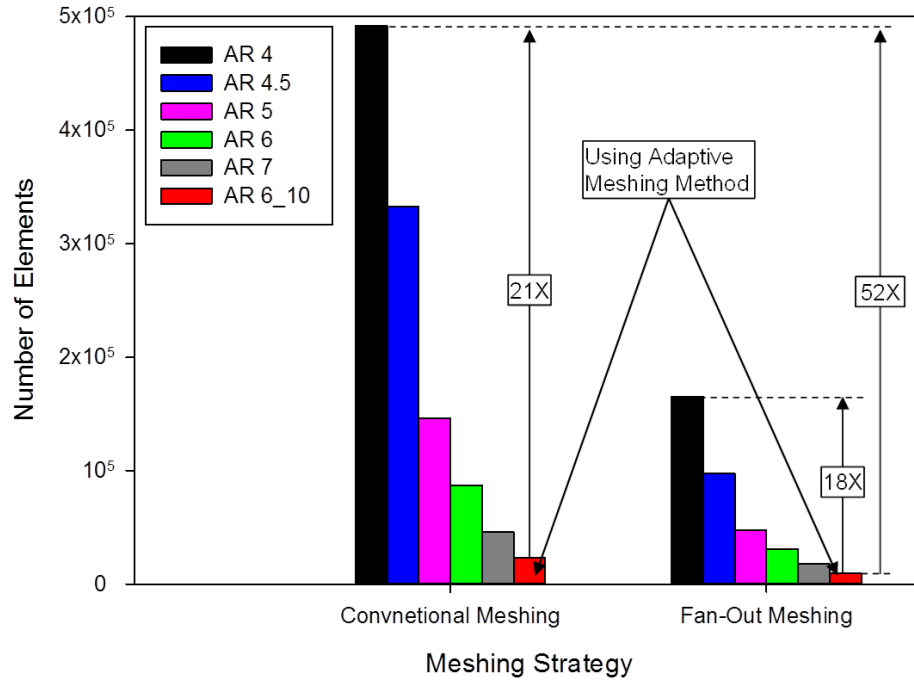 5x10⁵
4x10⁵
3x10⁵
2x10⁵
10⁵
0
Number of Elements
AR 4
AR 4.5
AR 5
AR 6
AR 7
AR 6_10
Using Adaptive
Meshing Method
21X
52X
18X
Convnetional Meshing
Fan-Out Meshing
Meshing Strategy